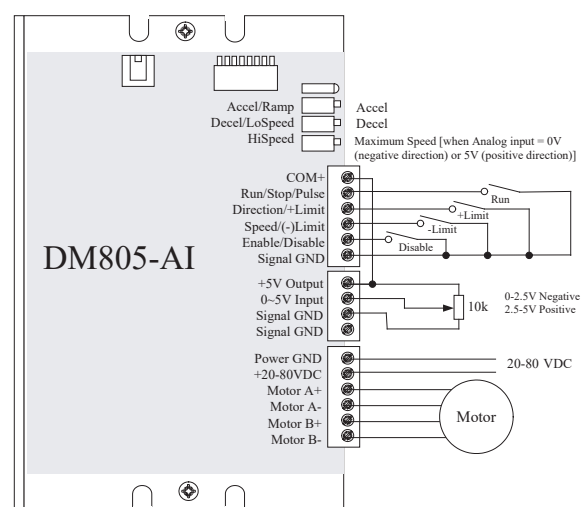 Accel/Ramp
Decel/LoSpeed
HiSpeed
Accel
Decel
Maximum Speed [when Analog input = 0V
(negative direction) or 5V (positive direction)]
DM805-AI
COM+
Run/Stop/Pulse
Direction/+Limit
Speed/(-)Limit
Enable/Disable
Signal GND
Run
+Limit
-Limit
Disable
+5V Output
0~5V Input
Signal GND
Signal GND
10k
0-2.5V Negative
2.5-5V Positive
Power GND
+20-80VDC
Motor A+
Motor A-
Motor B+
Motor B-
20-80 VDC
Motor